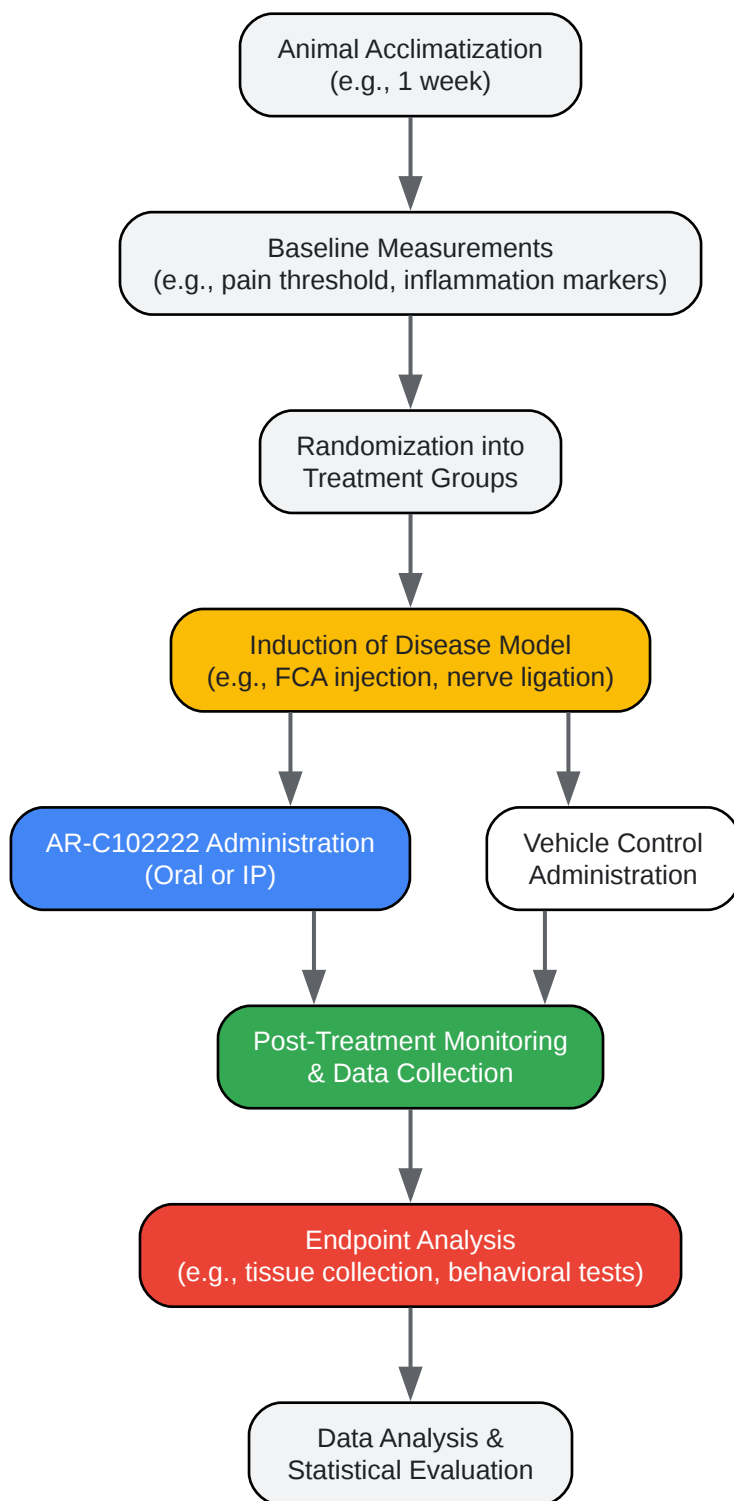 Animal Acclimatization
(e.g., 1 week)
Baseline Measurements
(e.g., pain threshold, inflammation markers)
Randomization into
Treatment Groups
Induction of Disease Model
(e.g., FCA injection, nerve ligation)
AR-C102222 Administration
(Oral or IP)
Vehicle Control
Administration
Post-Treatment Monitoring
& Data Collection
Endpoint Analysis
(e.g., tissue collection, behavioral tests)
Data Analysis &
Statistical Evaluation